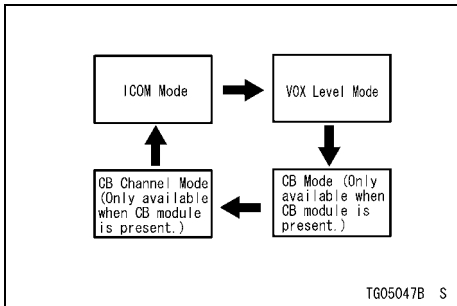 ICOM Mode
VOX Level Mode
CB Channel Mode
(Only available
when CB module
is present.)
CB Mode (Only
available when
CB module is
present.)
TG05047B S